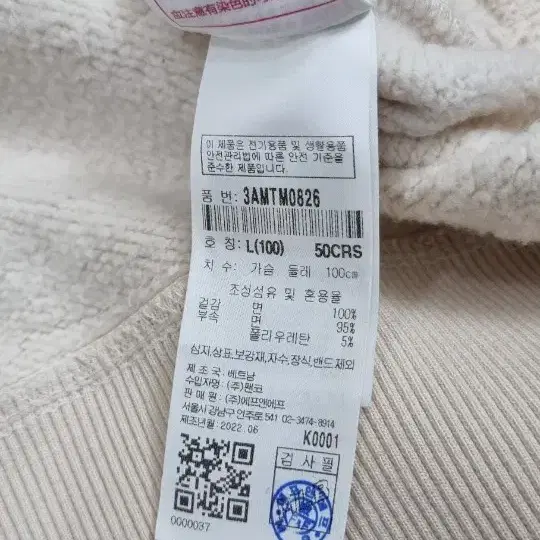 이 제품은 전기용품 및 생활용품
안전관리법에 따른 안전 기준을
준수한 제품입니다.
품 번: 3AMTM0826
호 칭: L(100) 50CRS
치 수: 가슴 둘레 100cm
조성섬유 및 혼용율
겉감 면 100%
부속 면 95%
폴리우레탄 5%
심지,상표,보강재,자수,장식,밴드제외
제 조 국: 베트남
수입자명: (주)팬코
판 매 원: (주)에프앤에프
서울시 강남구 언주로 541 02-3474-8914
제조년월: 2022.06
K0001
검 사 필
0000037